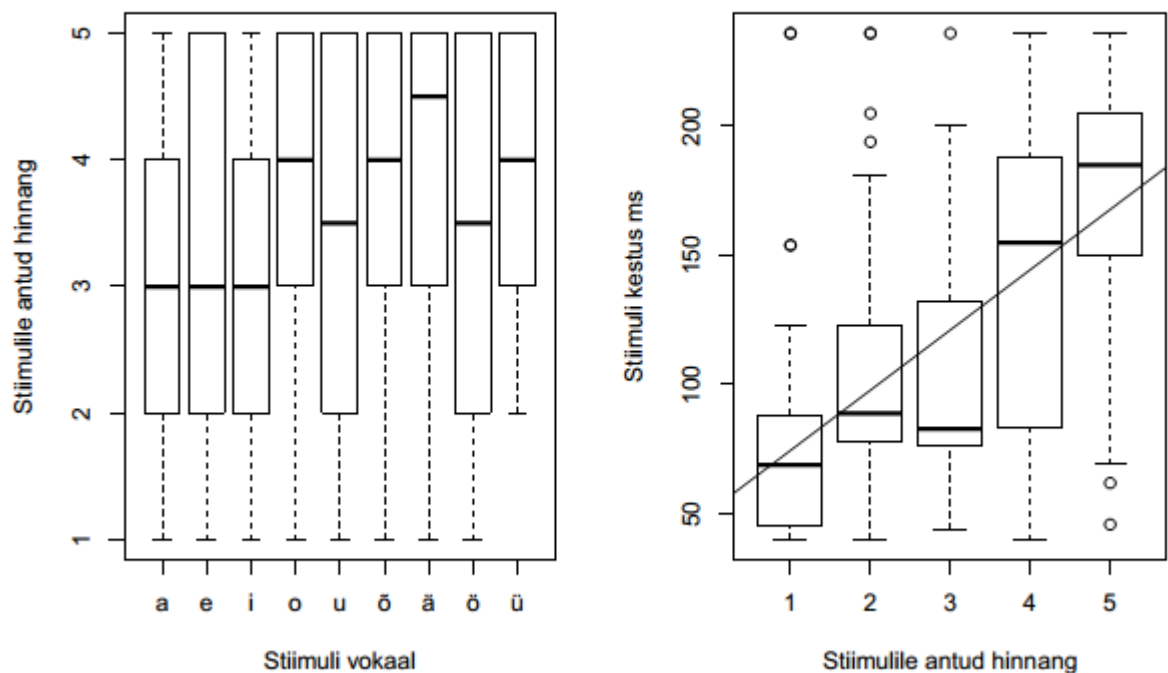 Stiimulile antud hinnang
5
4
3
2
1
a e i o u õ ä ö ü
Stiimuli vokaal
Stiimuli kestus ms
200
150
100
50
1 2 3 4 5
Stiimulile antud hinnang